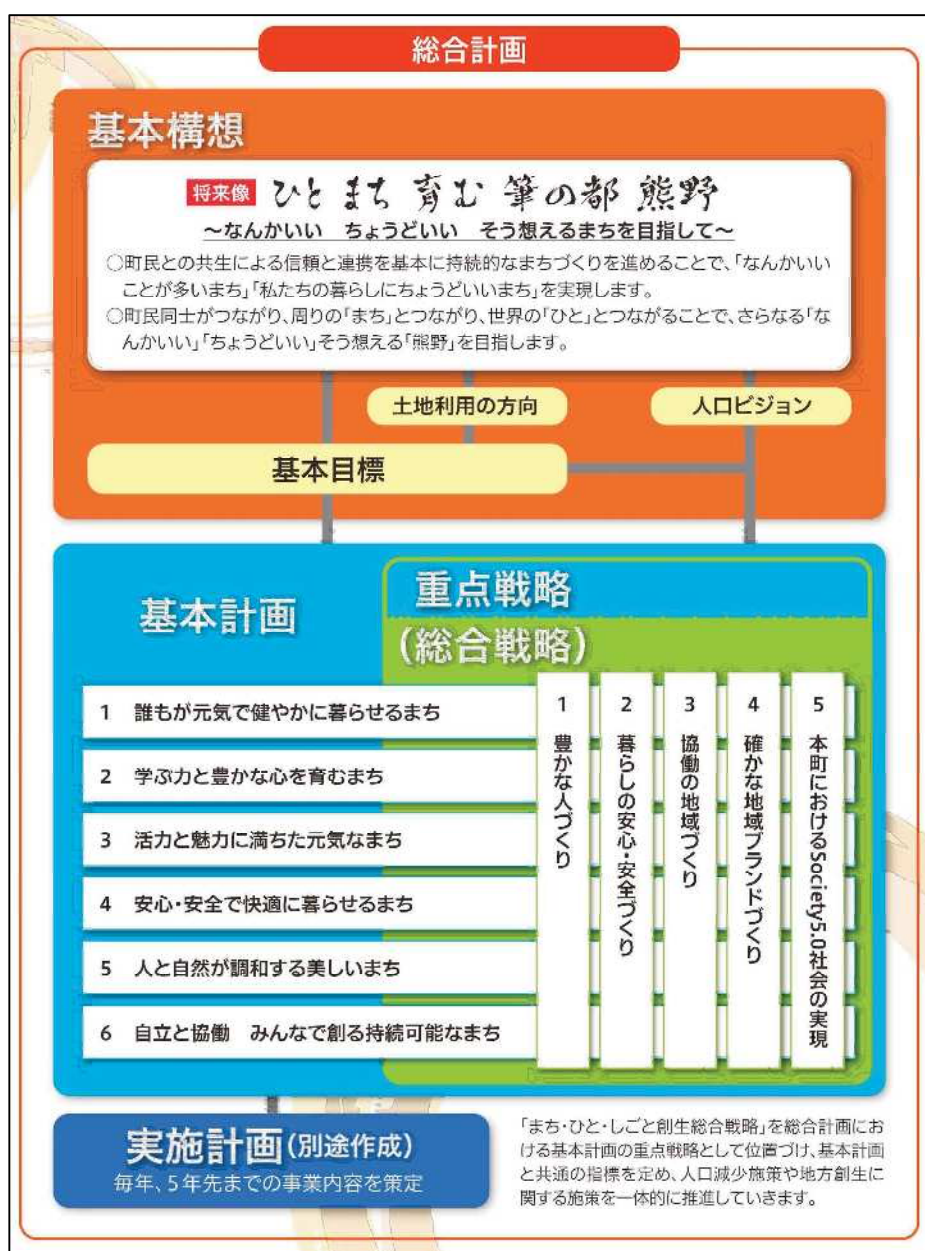 総合計画
基本構想
将来像 ひと まち 育む 筆の都 熊野
~なんかいい ちょうどいい そう想えるまちを目指して~
○町民との共生による信頼と連携を基本に持続的なまちづくりを進めることで、「なんかいい
ことが多いまち」「私たちの暮らしにちょうどいいまち」を実現します。
○町民同士がつながり、周りの「まち」とつながり、世界の「ひと」とつながることで、さらなる「な
んかいい」「ちょうどいい」そう想える「熊野」を目指します。
土地利用の方向
人口ビジョン
基本目標
基本計画
重点戦略
(総合戦略)
1 誰もが元気で健やかに暮らせるまち
2 学ぶ力と豊かな心を育むまち
3 活力と魅力に満ちた元気なまち
4 安心・安全で快適に暮らせるまち
5 人と自然が調和する美しいまち
6 自立と協働 みんなで創る持続可能なまち
1 豊かな人づくり
2 暮らしの安心・安全づくり
3 協働の地域づくり
4 確かな地域ブランドづくり
5 本町におけるSociety5.0社会の実現
実施計画(別途作成)
毎年、5年先までの事業内容を策定
「まち・ひと・しごと創生総合戦略」を総合計画にお
ける基本計画の重点戦略として位置づけ、基本計画
と共通の指標を定め、人口減少施策や地方創生に
関する施策を一体的に推進していきます。